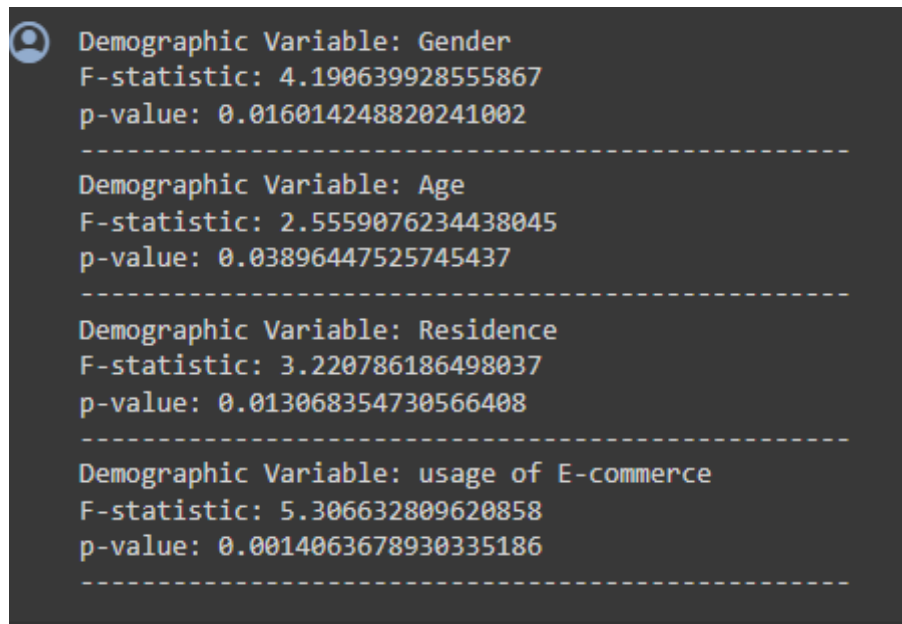 Demographic Variable: Gender
F-statistic: 4.190639928555867
p-value: 0.016014248820241002
--------------------------------------------------
Demographic Variable: Age
F-statistic: 2.5559076234438045
p-value: 0.03896447525745437
--------------------------------------------------
Demographic Variable: Residence
F-statistic: 3.220786186498037
p-value: 0.013068354730566408
--------------------------------------------------
Demographic Variable: usage of E-commerce
F-statistic: 5.306632809620858
p-value: 0.0014063678930335186
--------------------------------------------------